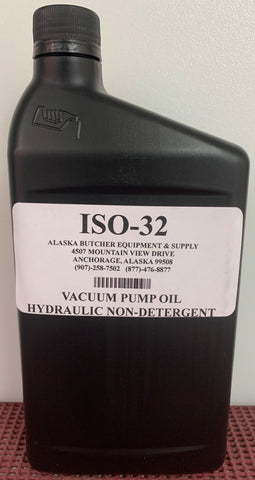 ISO-32
ALASKA BUTCHER EQUIPMENT & SUPPLY
4507 MOUNTAIN VIEW DRIVE
ANCHORAGE, ALASKA 99508
(907)-258-7502 (877)-476-8877
VACUUM PUMP OIL
HYDRAULIC NON-DETERGENT